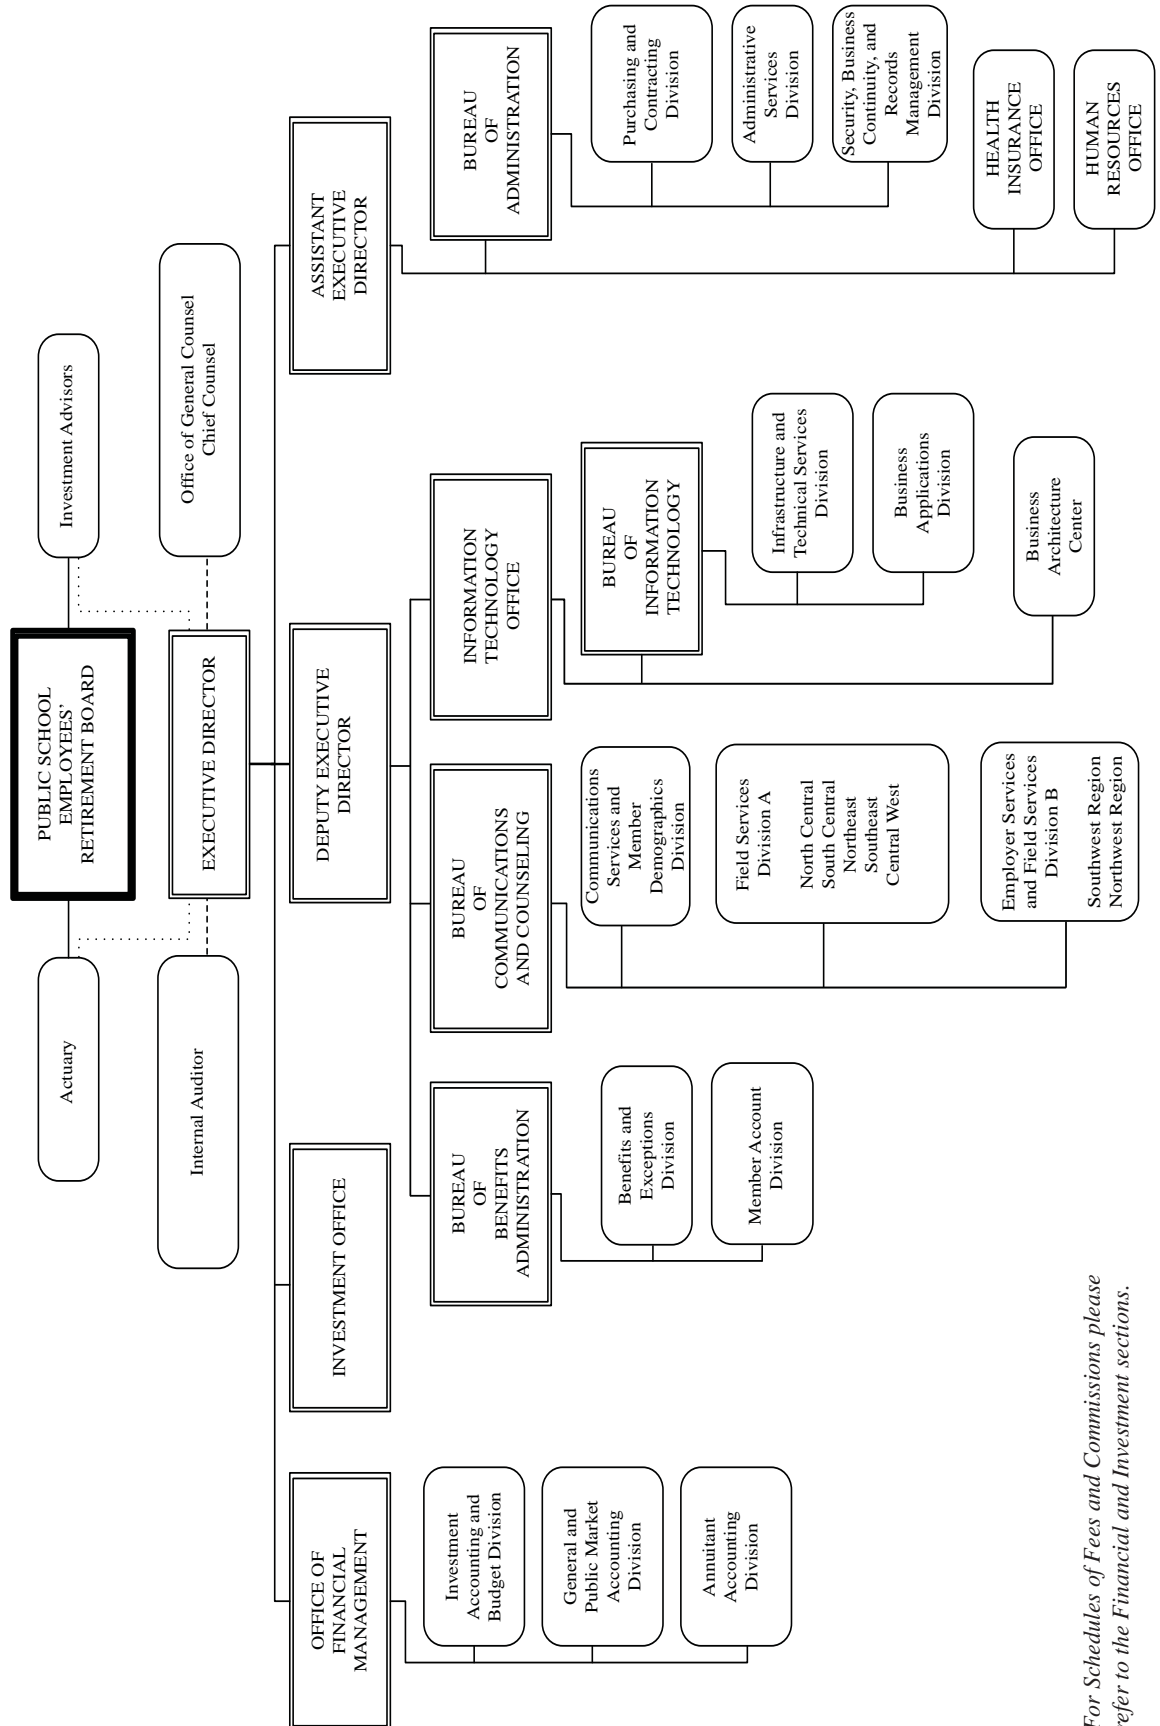 PUBLIC SCHOOL
EMPLOYEES’
RETIREMENT BOARD
Actuary
Investment Advisors
EXECUTIVE DIRECTOR
Internal Auditor
Office of General Counsel
Chief Counsel
OFFICE OF
FINANCIAL
MANAGEMENT
Investment
Accounting and
Budget Division
General and
Public Market
Accounting
Division
Annuitant
Accounting
Division
INVESTMENT OFFICE
DEPUTY EXECUTIVE
DIRECTOR
BUREAU
OF
BENEFITS
ADMINISTRATION
Benefits and
Exceptions
Division
Member Account
Division
BUREAU
OF
COMMUNICATIONS
AND COUNSELING
Communications
Services and
Member
Demographics
Division
Field Services
Division A
North Central
South Central
Northeast
Southeast
Central West
Employer Services
and Field Services
Division B
Southwest Region
Northwest Region
INFORMATION
TECHNOLOGY
OFFICE
BUREAU
OF
INFORMATION
TECHNOLOGY
Infrastructure and
Technical Services
Division
Business
Applications
Division
Business
Architecture
Center
ASSISTANT
EXECUTIVE
DIRECTOR
BUREAU
OF
ADMINISTRATION
Purchasing and
Contracting
Division
Administrative
Services
Division
Security, Business
Continuity, and
Records
Management
Division
HEALTH
INSURANCE
OFFICE
HUMAN
RESOURCES
OFFICE
For Schedules of Fees and Commissions please
refer to the Financial and Investment sections.